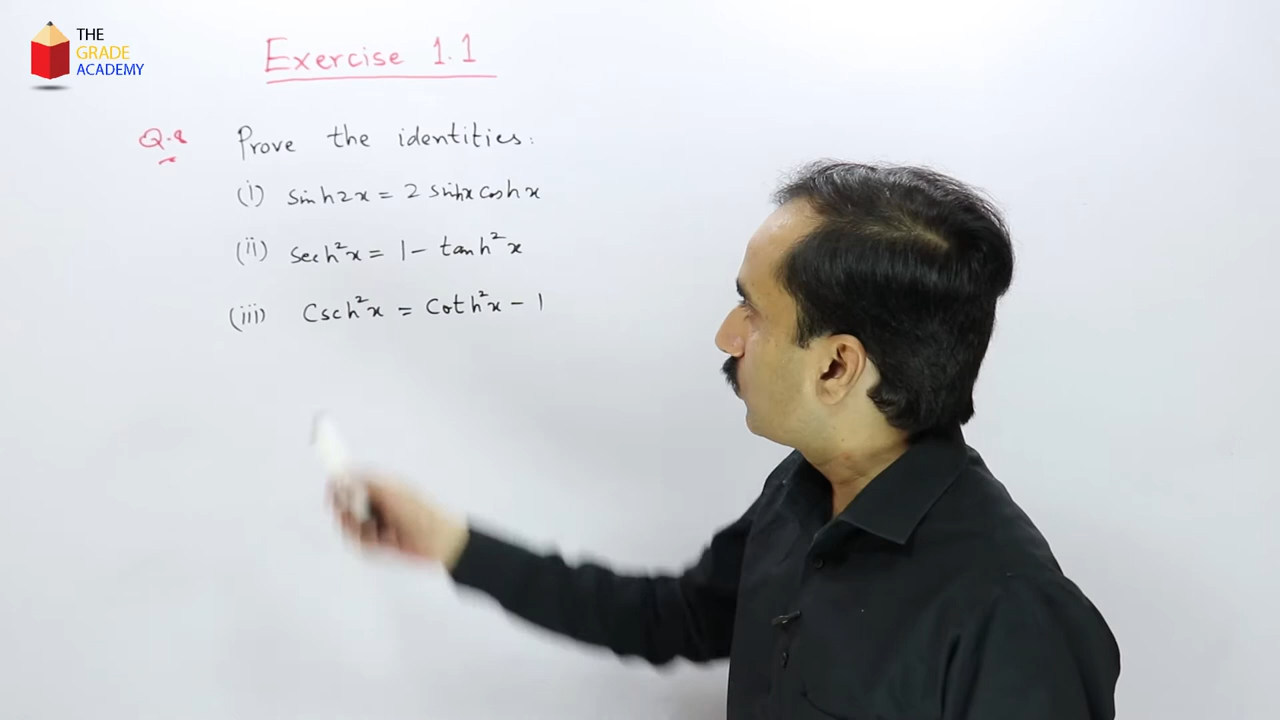 THE
GRADE
ACADEMY
Exercise 1.1
Q.8 Prove the identities:
(i) sinh2x = 2 sinhx coshx
(ii) sech²x = 1 - tanh²x
(iii) Csch²x = Coth²x - 1